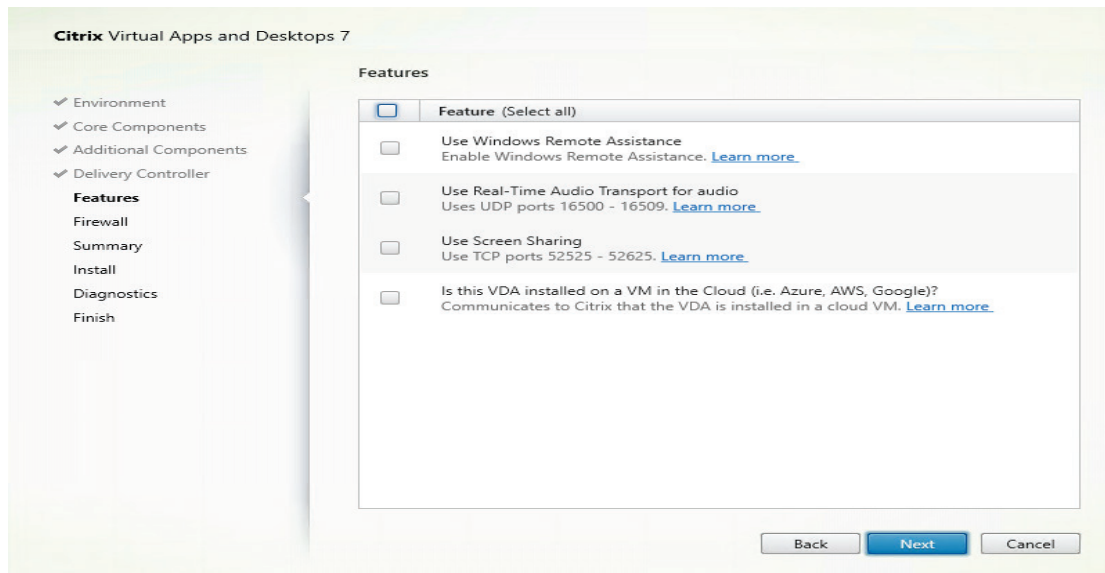 Citrix Virtual Apps and Desktops 7
Features
Environment
Core Components
Additional Components
Delivery Controller
Features
Firewall
Summary
Install
Diagnostics
Finish
Feature (Select all)
Use Windows Remote Assistance
Enable Windows Remote Assistance. Learn more
Use Real-Time Audio Transport for audio
Uses UDP ports 16500 - 16509. Learn more
Use Screen Sharing
Use TCP ports 52525 - 52625. Learn more
Is this VDA installed on a VM in the Cloud (i.e. Azure, AWS, Google)?
Communicates to Citrix that the VDA is installed in a cloud VM. Learn more
Back Next Cancel